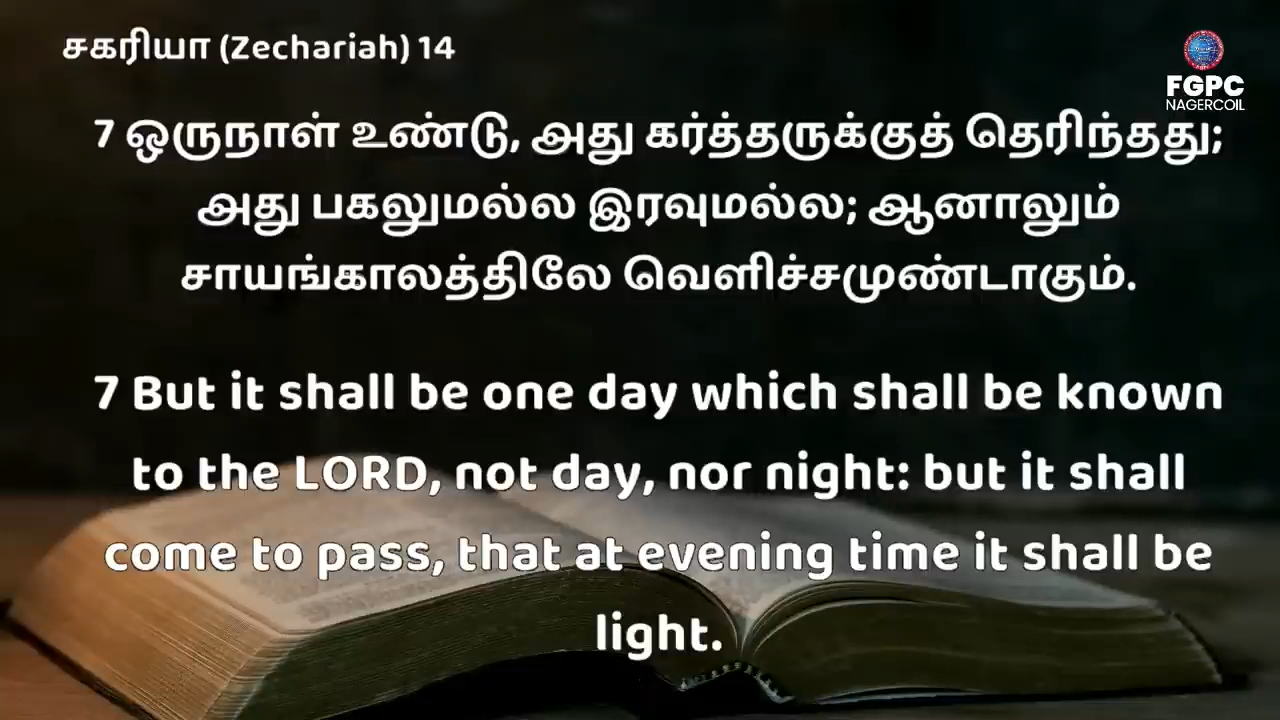 சகரியா (Zechariah) 14
FGPC
NAGERCOIL
7 ஒருநாள் உண்டு, அது கர்த்தருக்குத் தெரிந்தது;
அது பகலுமல்ல இரவுமல்ல; ஆனாலும்
சாயங்காலத்திலே வெளிச்சமுண்டாகும்.
7 But it shall be one day which shall be known
to the LORD, not day, nor night: but it shall
come to pass, that at evening time it shall be
light.